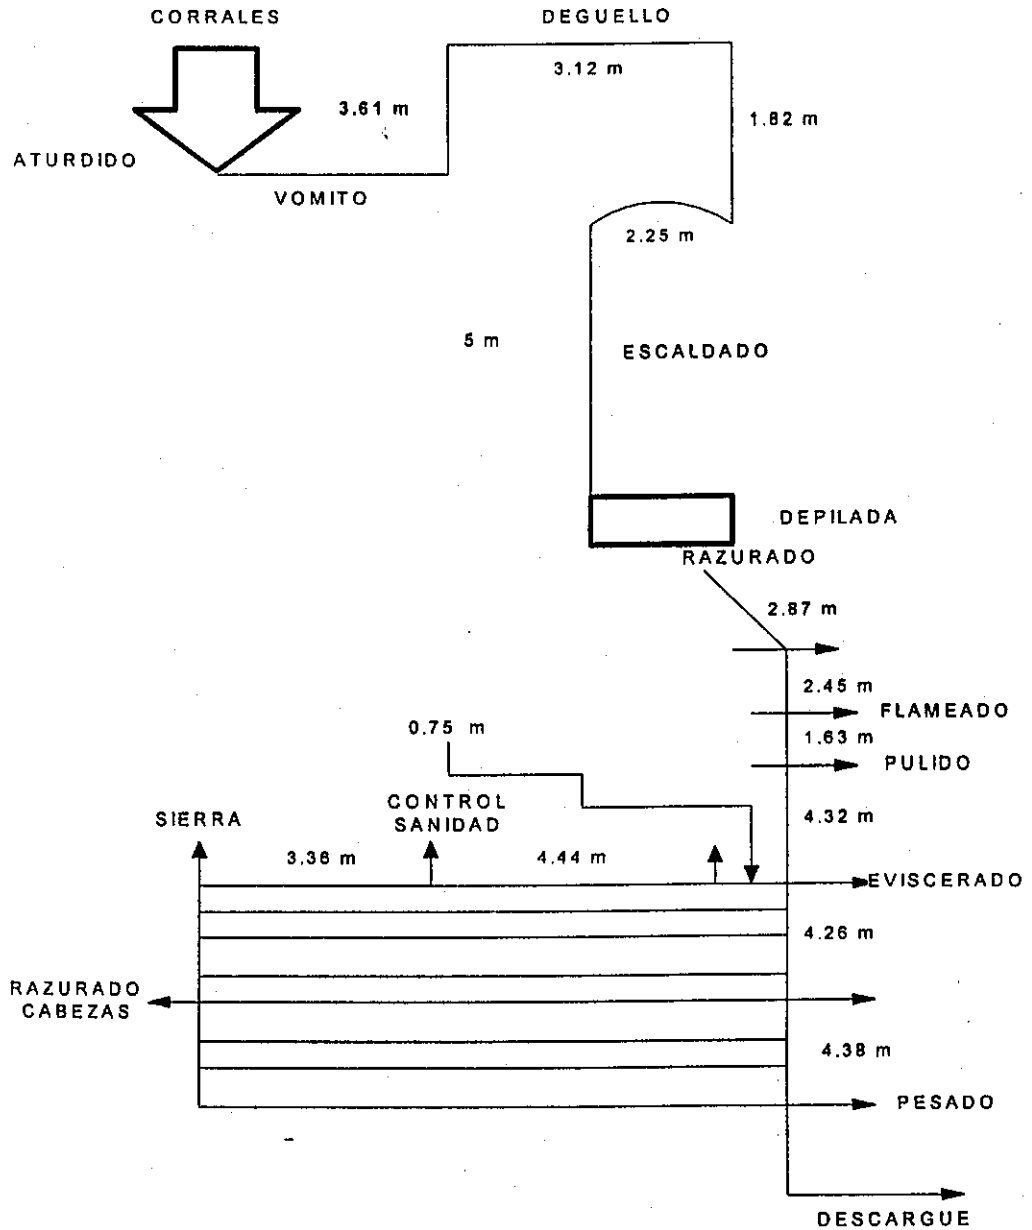 CORRALES
DEGUELLO
3.12 m
3.61 m
1.82 m
ATURDIDO
VOMITO
2.25 m
5 m
ESCALDADO
DEPILADA
RAZURADO
2.87 m
2.45 m
FLAMEADO
0.75 m
1.63 m
PULIDO
CONTROL
SANIDAD
SIERRA
4.32 m
3.36 m
4.44 m
EVISCERADO
4.26 m
RAZURADO
CABEZAS
4.38 m
PESADO
DESCARGUE